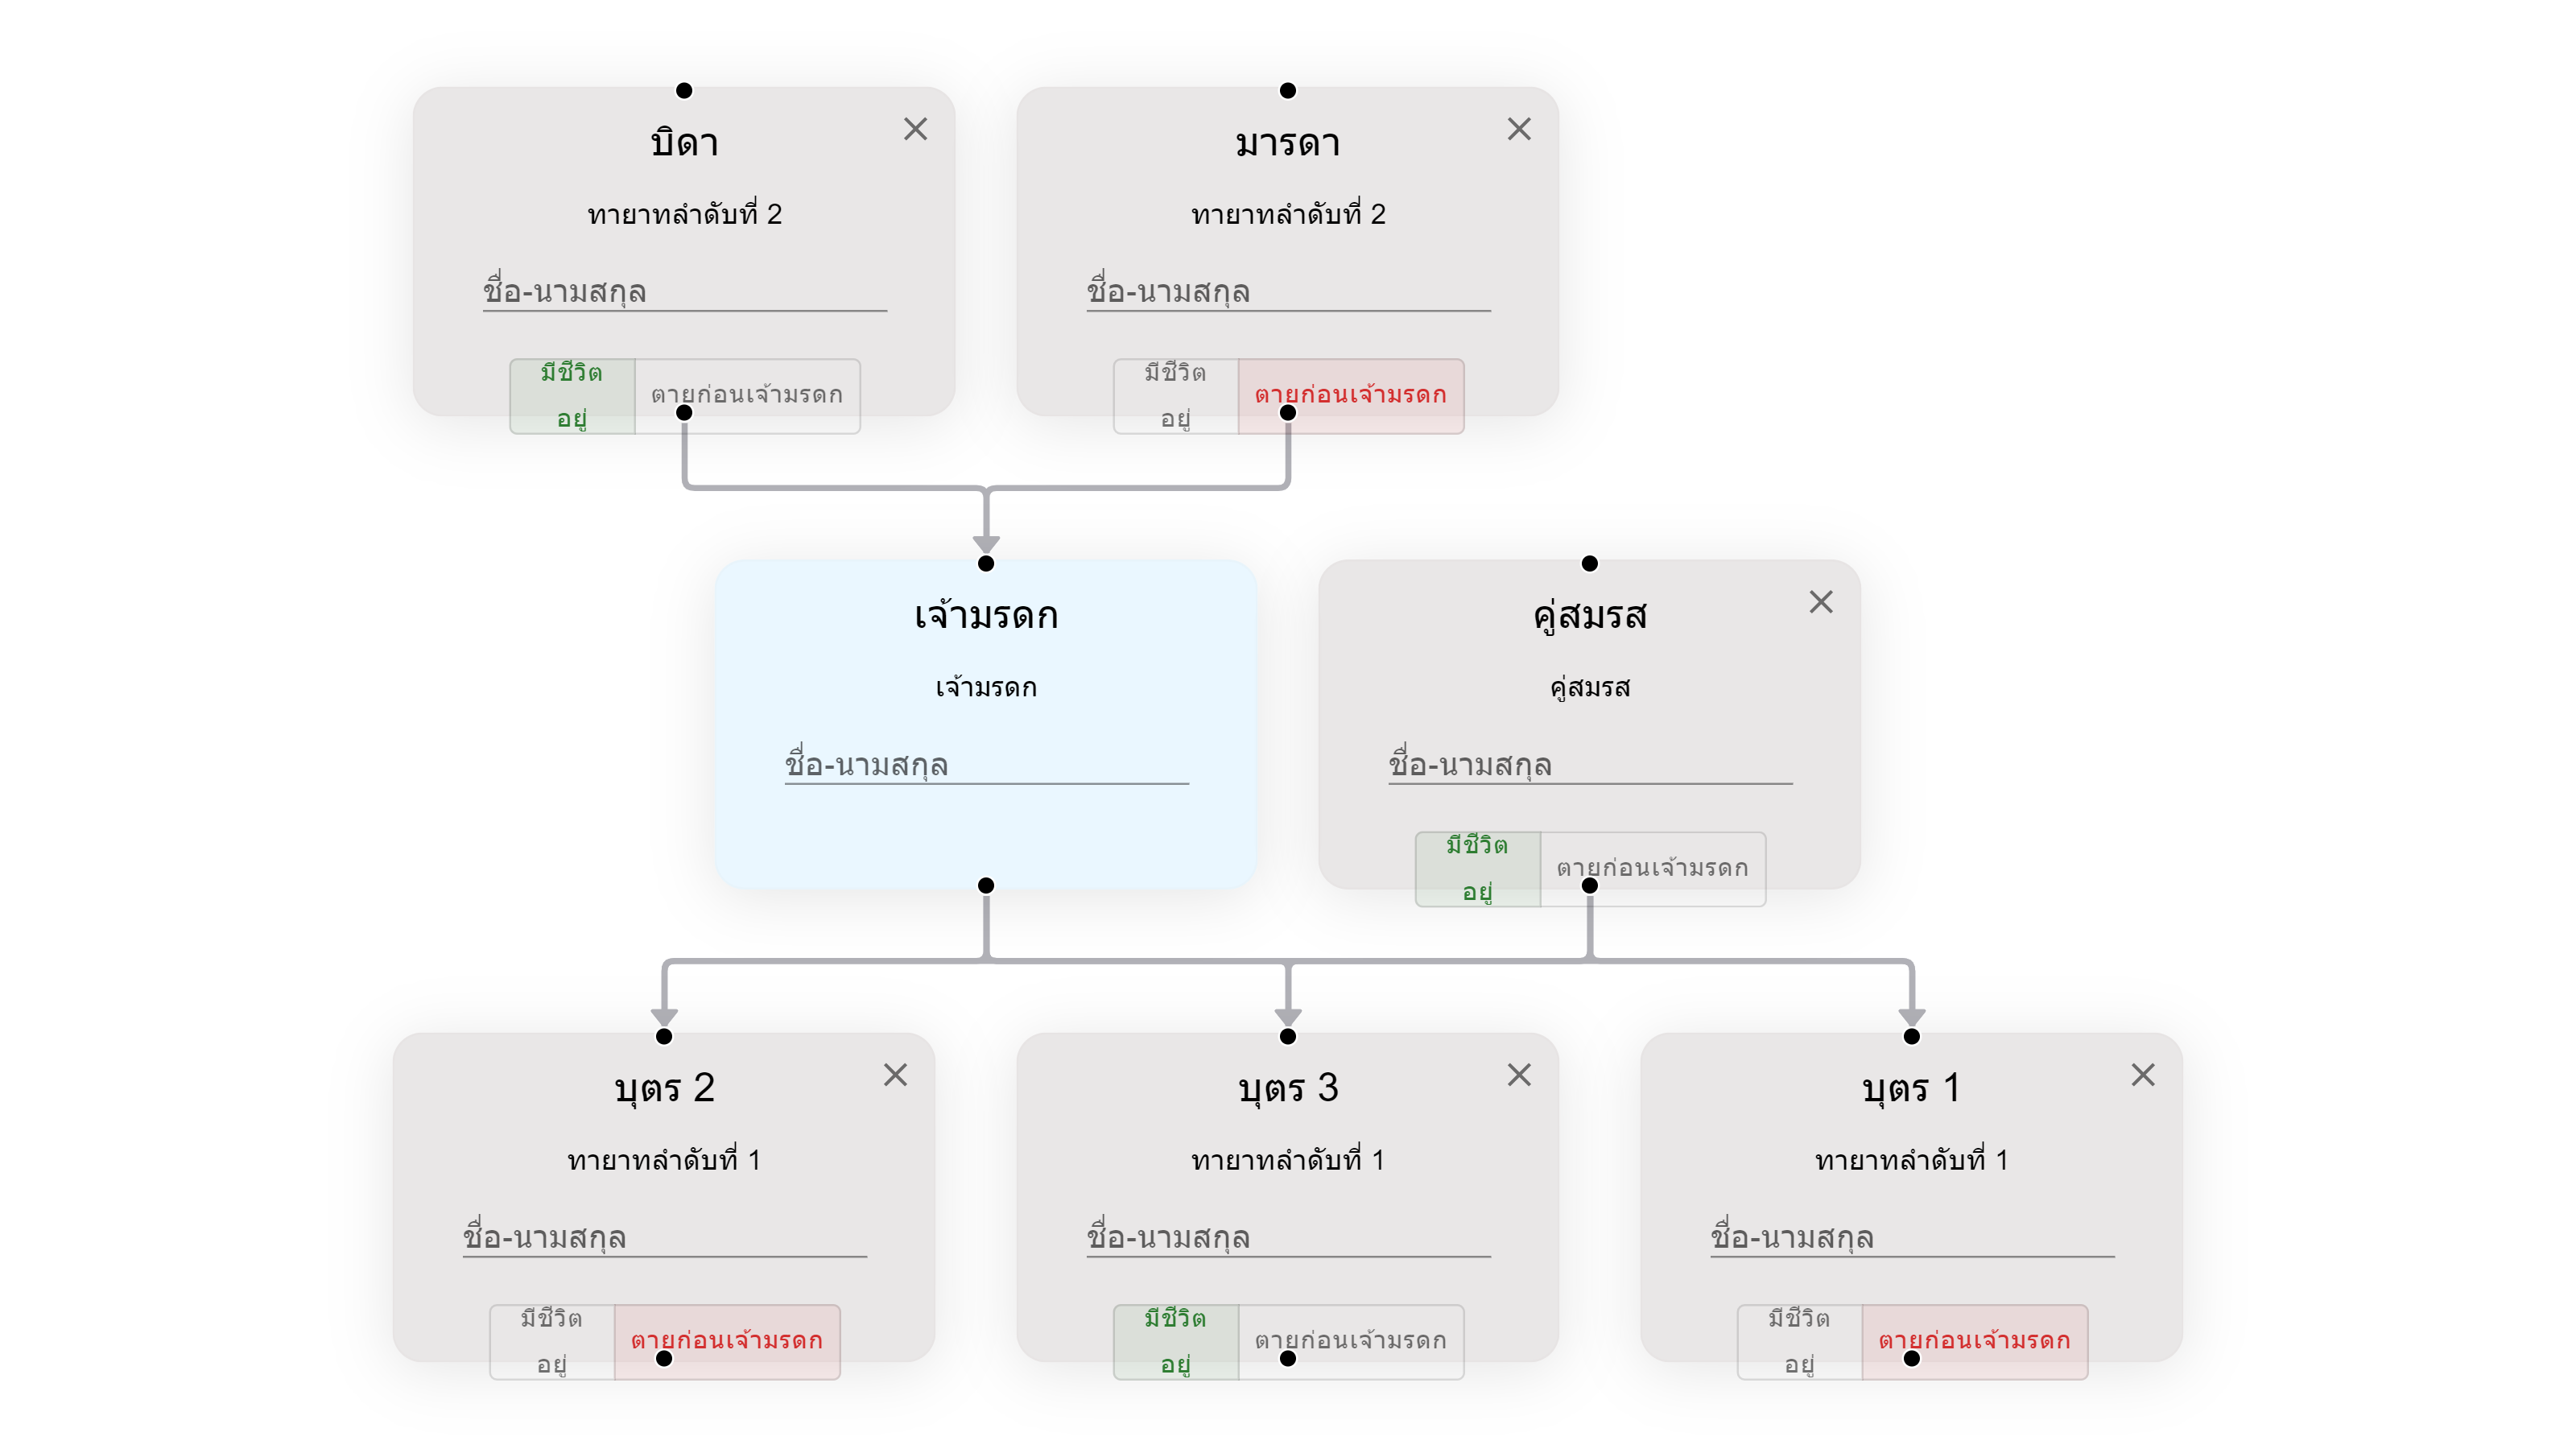 บิดา
ทายาทลำดับที่ 2
ชื่อ-นามสกุล
มีชีวิต
อยู่
ตายก่อนเจ้ามรดก
มารดา
ทายาทลำดับที่ 2
ชื่อ-นามสกุล
มีชีวิต
อยู่
ตายก่อนเจ้ามรดก
เจ้ามรดก
เจ้ามรดก
ชื่อ-นามสกุล
คู่สมรส
คู่สมรส
ชื่อ-นามสกุล
มีชีวิต
อยู่
ตายก่อนเจ้ามรดก
บุตร 2
ทายาทลำดับที่ 1
ชื่อ-นามสกุล
มีชีวิต
อยู่
ตายก่อนเจ้ามรดก
บุตร 3
ทายาทลำดับที่ 1
ชื่อ-นามสกุล
มีชีวิต
อยู่
ตายก่อนเจ้ามรดก
บุตร 1
ทายาทลำดับที่ 1
ชื่อ-นามสกุล
มีชีวิต
อยู่
ตายก่อนเจ้ามรดก